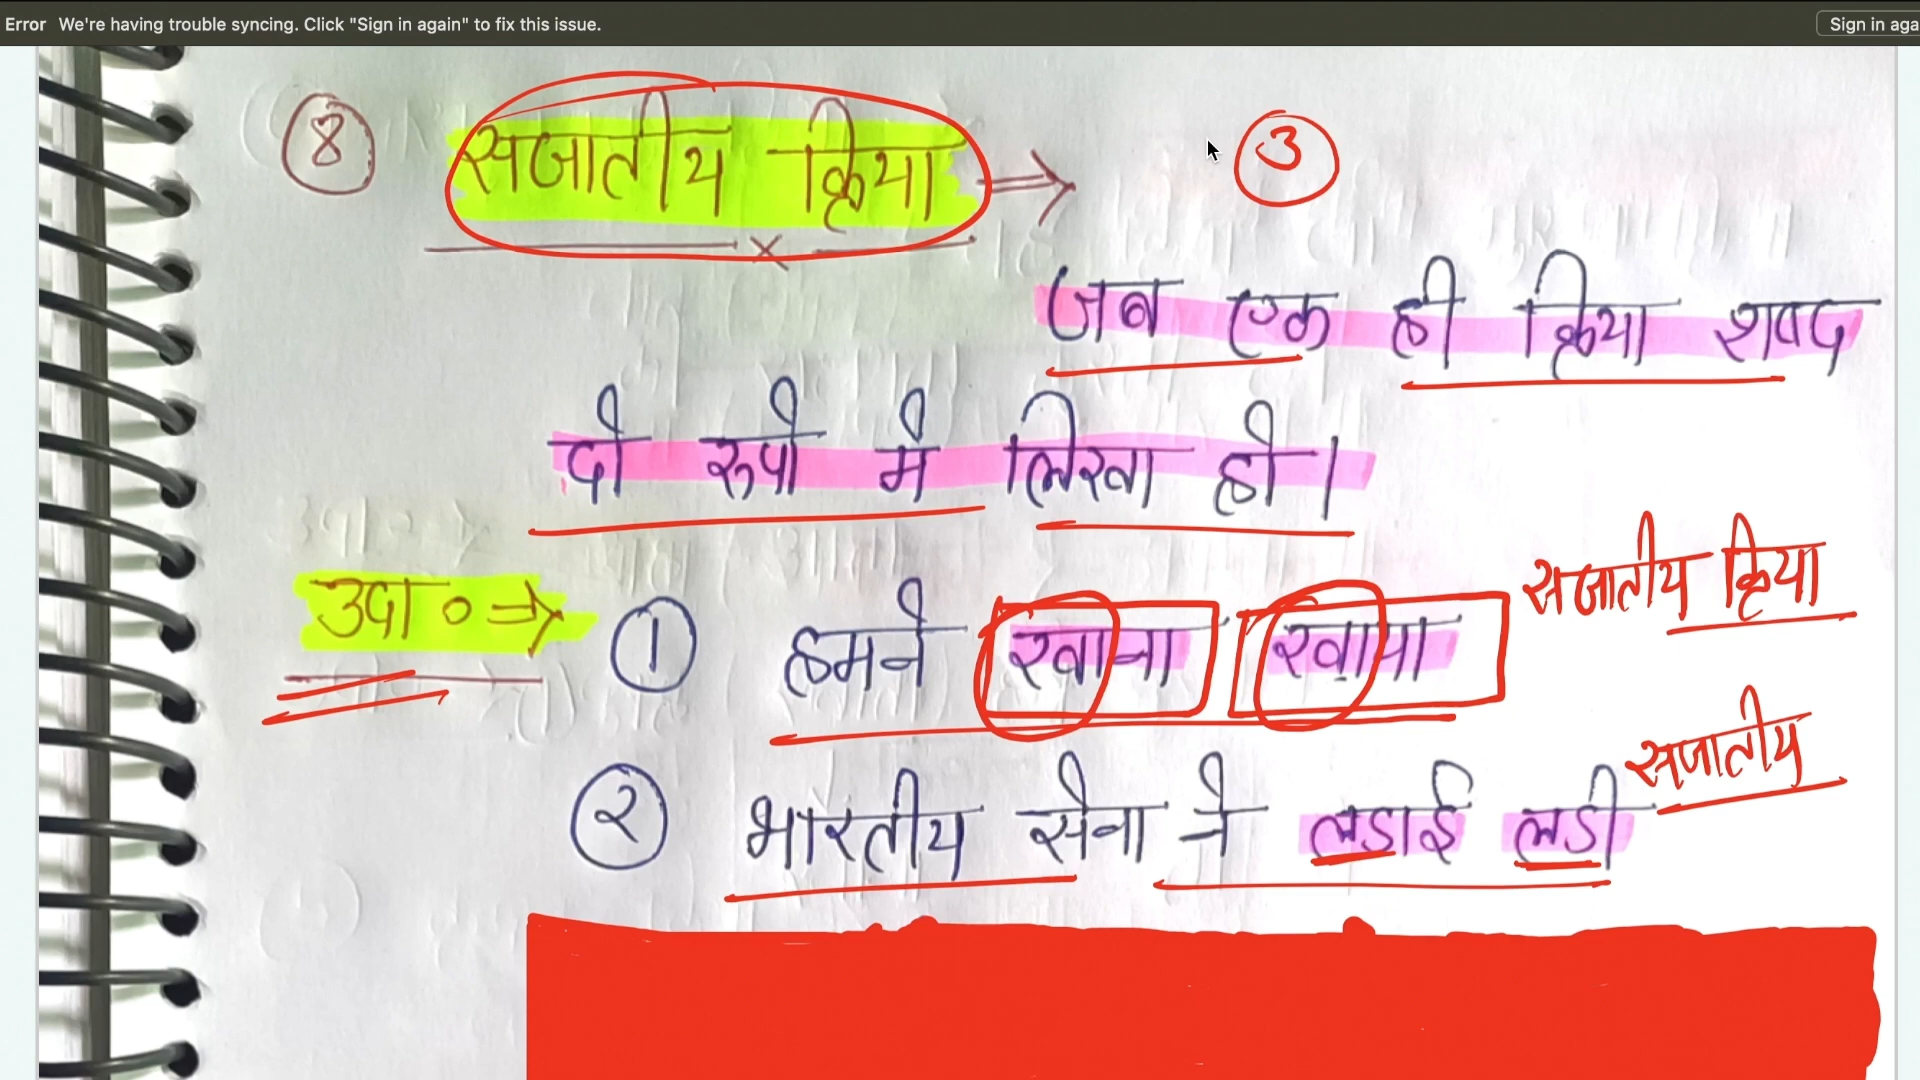 Error We're having trouble syncing. Click "Sign in again" to fix this issue. Sign in aga
8 सजातीय क्रिया ⇒ 3
जब एक ही क्रिया शबद
दो रूपो मे लिखा हो।
उदा० ⇒ 1 हमने खाना खाया सजातीय क्रिया
2 भारतीय सेना ने लडाई लडी सजातीय